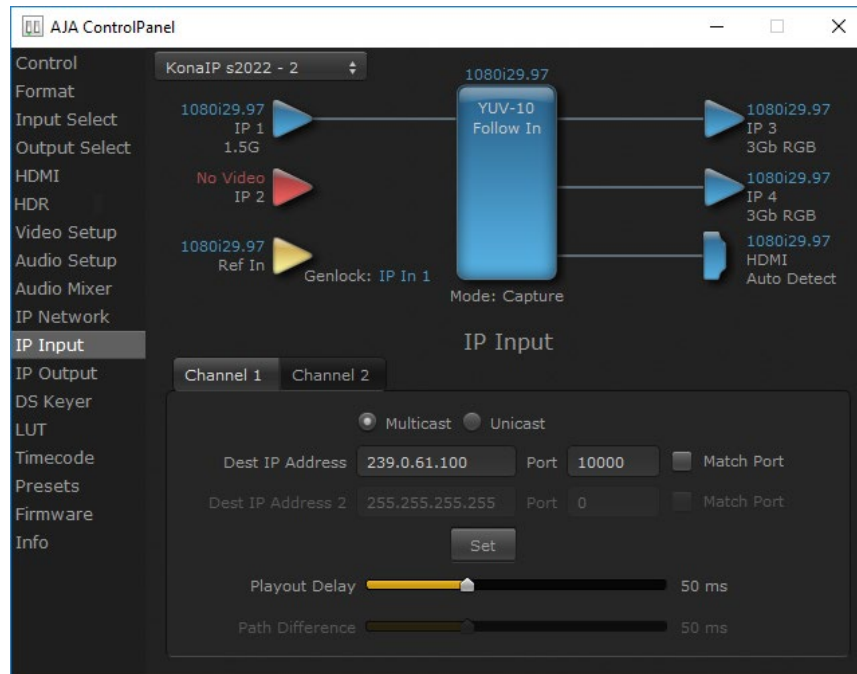 AJA ControlPanel
Control
Format
Input Select
Output Select
HDMI
HDR
Video Setup
Audio Setup
Audio Mixer
IP Network
IP Input
IP Output
DS Keyer
LUT
Timecode
Presets
Firmware
Info
KonaIP s2022 - 2
1080i29.97
1080i29.97
IP 1
1.5G
No Video
IP 2
1080i29.97
Ref In
Genlock: IP In 1
YUV-10
Follow In
Mode: Capture
1080i29.97
IP 3
3Gb RGB
1080i29.97
IP 4
3Gb RGB
1080i29.97
HDMI
Auto Detect
IP Input
Channel 1 Channel 2
Multicast Unicast
Dest IP Address 239.0.61.100 Port 10000 Match Port
Dest IP Address 2 255.255.255.255 Port 0 Match Port
Set
Playout Delay 50 ms
Path Difference 50 ms